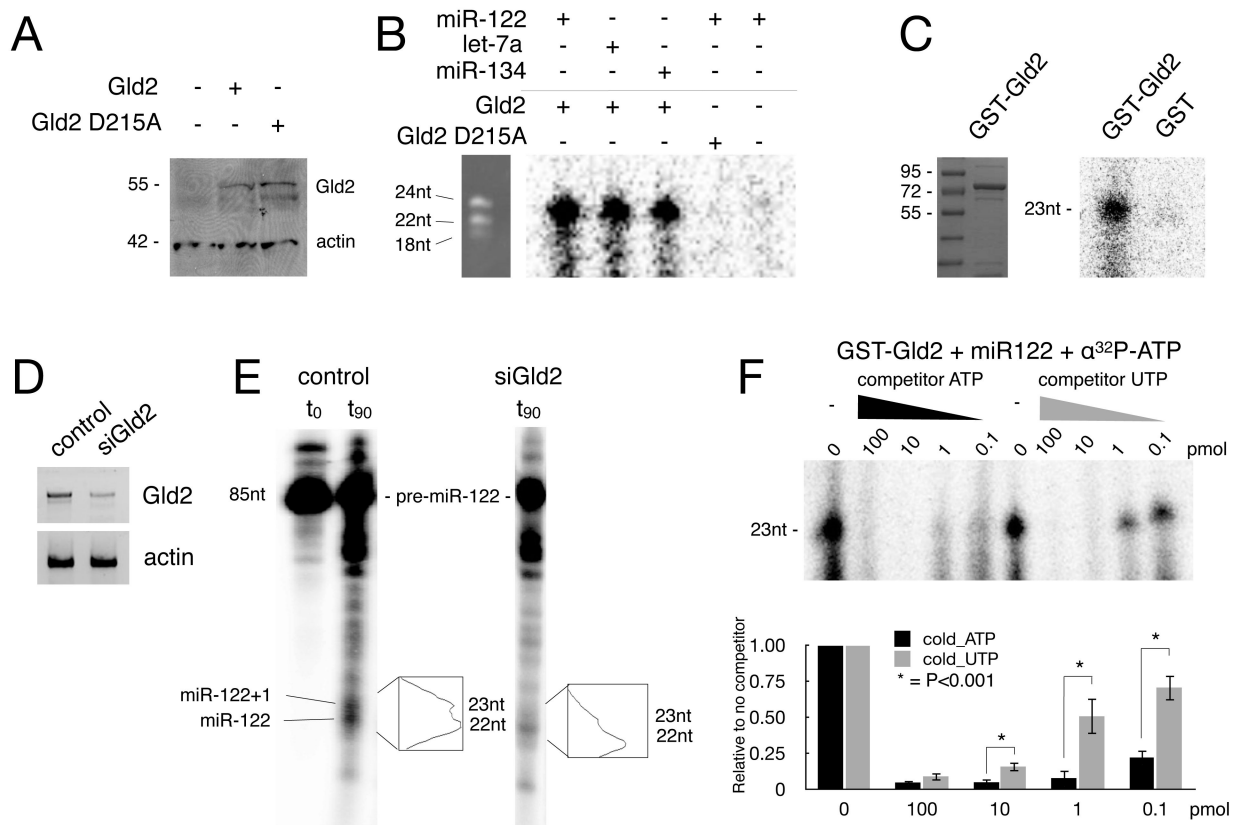 A
Gld2 - + -
Gld2 D215A - - +
55 -
Gld2
42 -
actin
B
miR-122 + - - + +
let-7a - + - - -
miR-134 - - + - -
Gld2 + + + - -
Gld2 D215A - - - + -
24nt
22nt
18nt
C
GST-Gld2
GST-Gld2
GST
95 -
72 -
55 -
23nt -
D
control
siGld2
Gld2
actin
E
control
siGld2
t0 t90
t90
85nt
- pre-miR-122 -
miR-122+1
miR-122
23nt
22nt
23nt
22nt
F
GST-Gld2 + miR122 + α³²P-ATP
competitor ATP
competitor UTP
- -
0 100 10 1 0.1 0 100 10 1 0.1 pmol
23nt -
Relative to no competitor
1.00
0.75
0.50
0.25
0
cold_ATP
cold_UTP
* = P<0.001
* * *
0 100 10 1 0.1 pmol